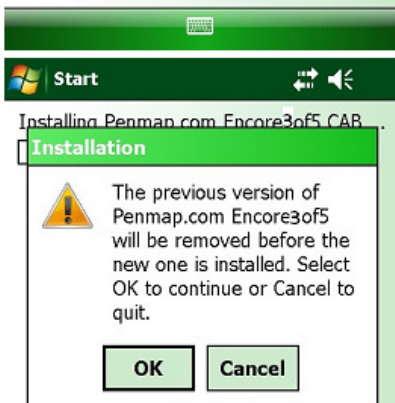 Start
Installing Penmap.com Encore3of5.CAB...
Installation
The previous version of
Penmap.com Encore3of5
will be removed before the
new one is installed. Select
OK to continue or Cancel to
quit.
OK Cancel